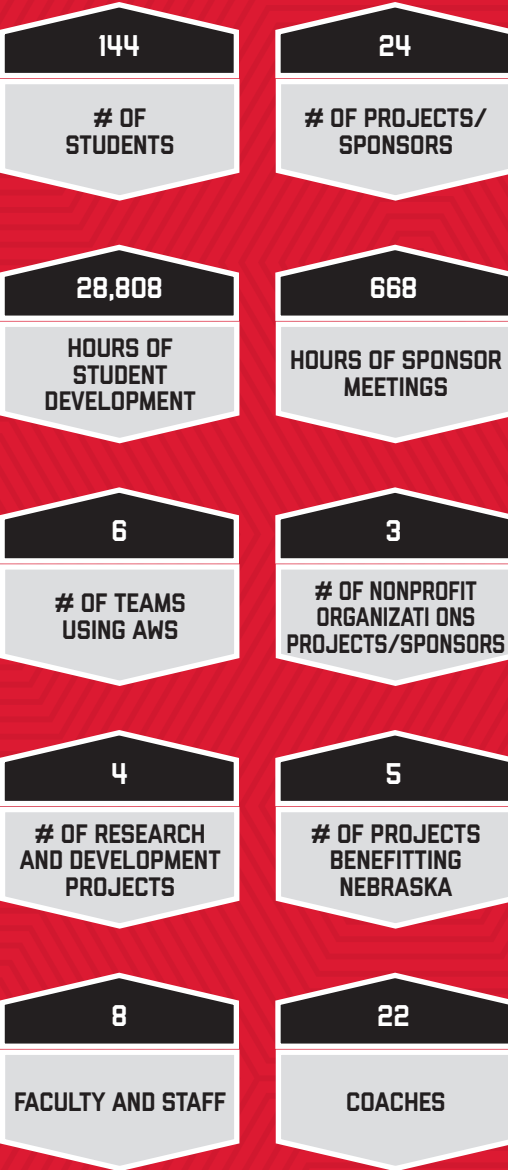 144
# OF
STUDENTS
24
# OF PROJECTS/
SPONSORS
28,808
HOURS OF
STUDENT
DEVELOPMENT
668
HOURS OF SPONSOR
MEETINGS
6
# OF TEAMS
USING AWS
3
# OF NONPROFIT
ORGANIZATI ONS
PROJECTS/SPONSORS
4
# OF RESEARCH
AND DEVELOPMENT
PROJECTS
5
# OF PROJECTS
BENEFITTING
NEBRASKA
8
FACULTY AND STAFF
22
COACHES